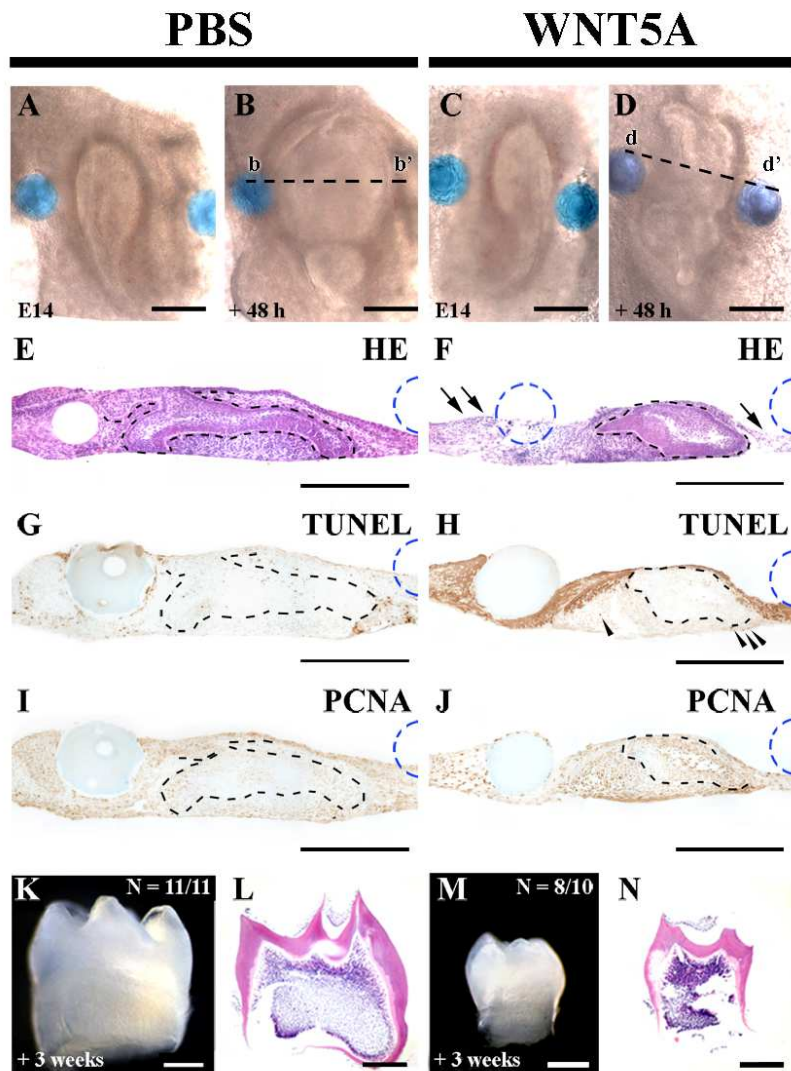 PBS WNT5A
A B C D
b b' d d'
E14 + 48 h E14 + 48 h
E HE F HE
G TUNEL H TUNEL
I PCNA J PCNA
K N = 11/11 L M N = 8/10 N
+ 3 weeks + 3 weeks